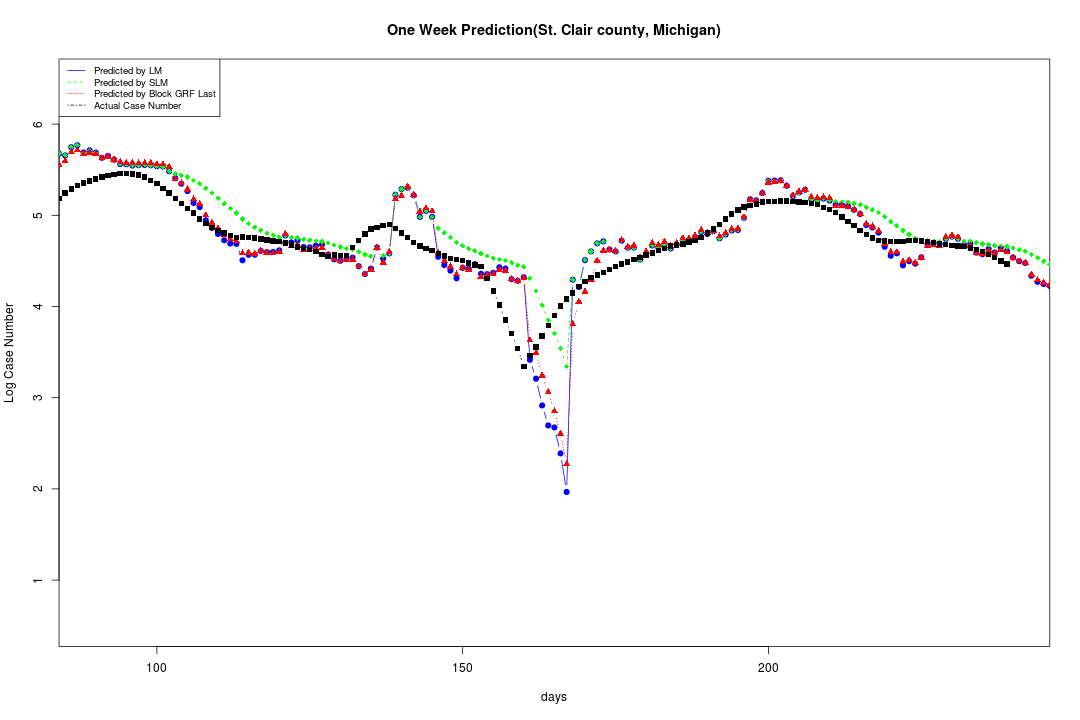 One Week Prediction(St. Clair county, Michigan)
Predicted by LM
Predicted by SLM
Predicted by Block GRF Last
Actual Case Number
6
5
4
3
2
1
Log Case Number
100 150 200
days